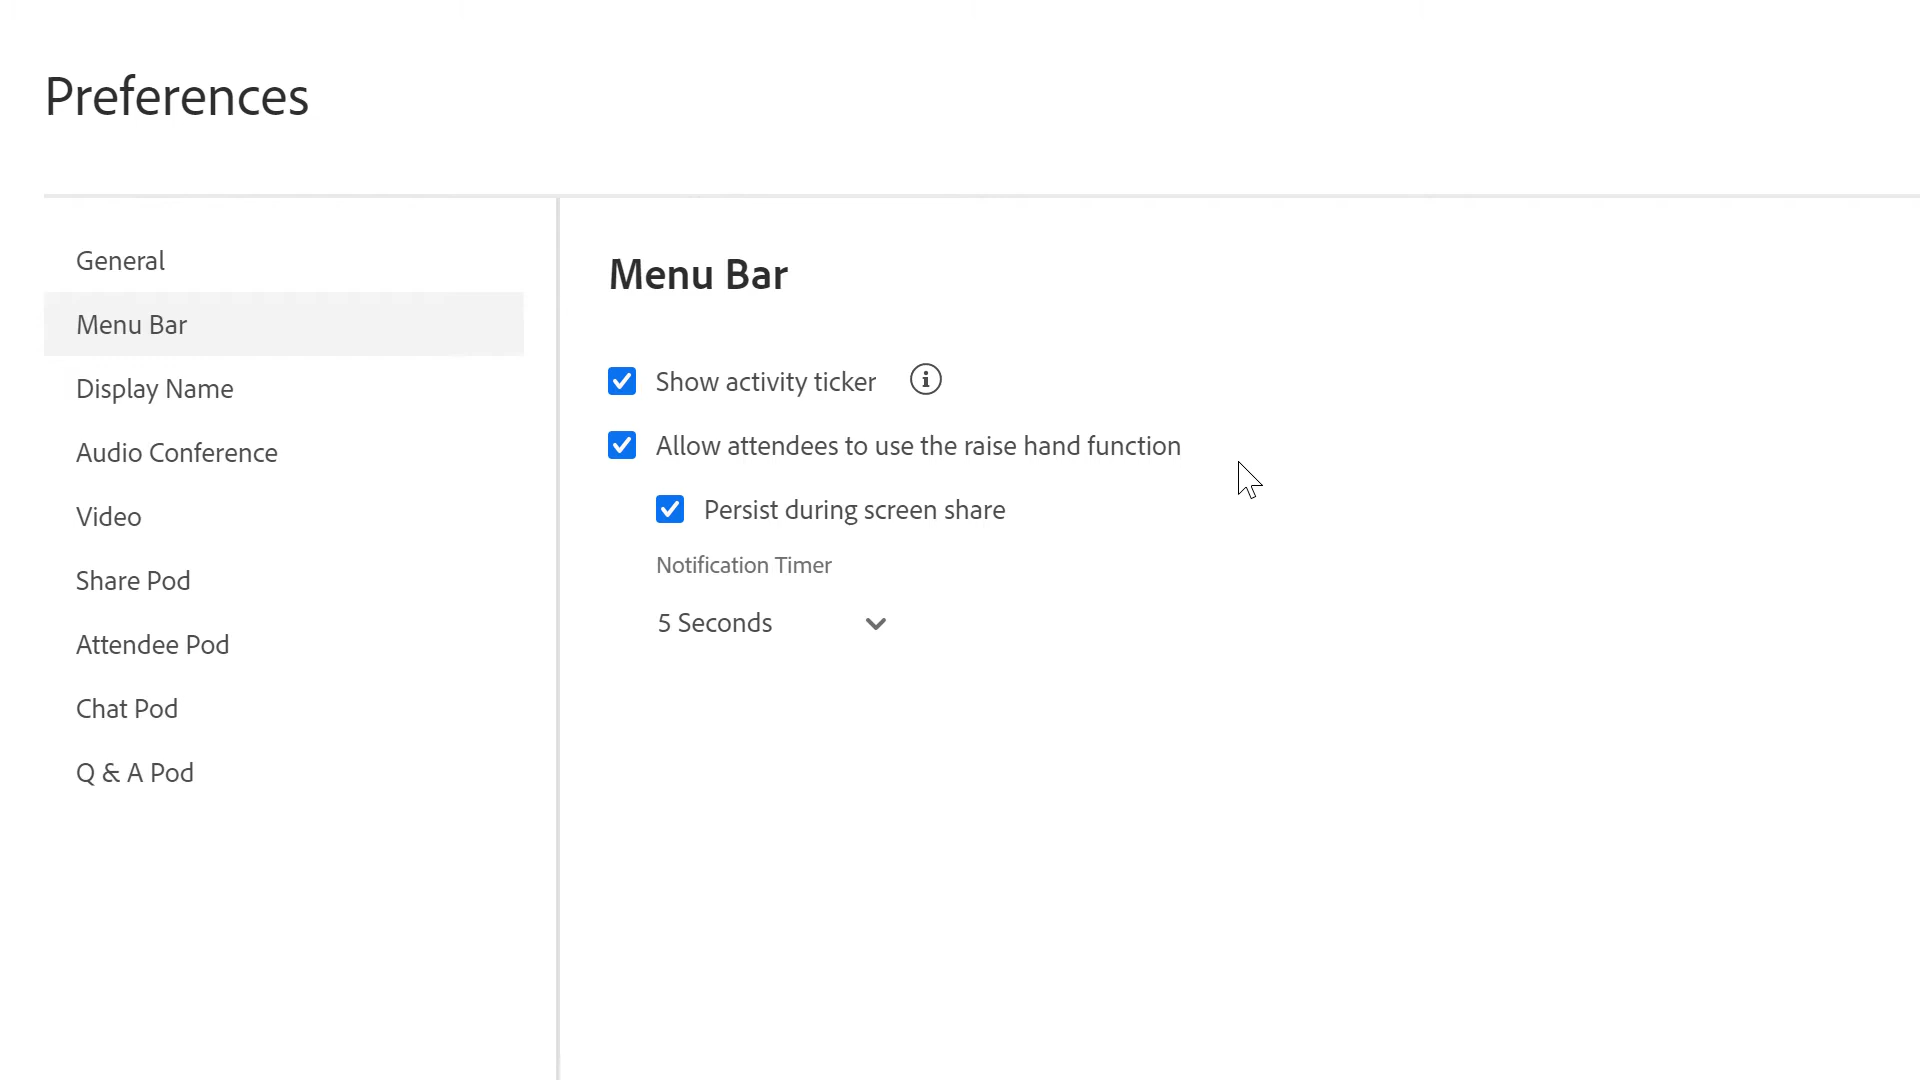 Preferences
General
Menu Bar
Display Name
Audio Conference
Video
Share Pod
Attendee Pod
Chat Pod
Q & A Pod
Menu Bar
Show activity ticker
Allow attendees to use the raise hand function
Persist during screen share
Notification Timer
5 Seconds